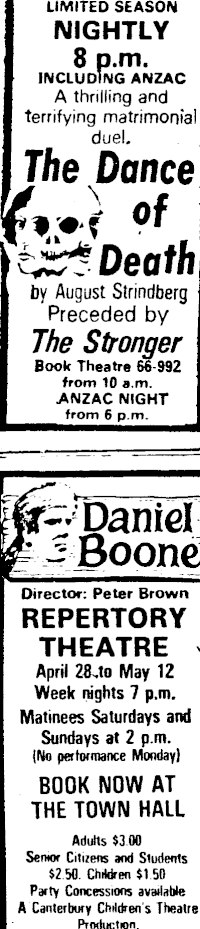 LIMITED SEASON
NIGHTLY
8 p.m.
INCLUDING ANZAC
A thrilling and
terrifying matrimonial
duel.
The Dance
of
Death
by August Strindberg
Preceded by
The Stronger
Book Theatre 66-992
from 10 a.m.
ANZAC NIGHT
from 6 p.m.
Daniel
Boone
Director: Peter Brown
REPERTORY
THEATRE
April 28 to May 12
Week nights 7 p.m.
Matinees Saturdays and
Sundays at 2 p.m.
(No performance Monday)
BOOK NOW AT
THE TOWN HALL
Adults $3.00
Senior Citizens and Students
$2.50. Children $1.50
Party Concessions available
A Canterbury Children's Theatre
Production.